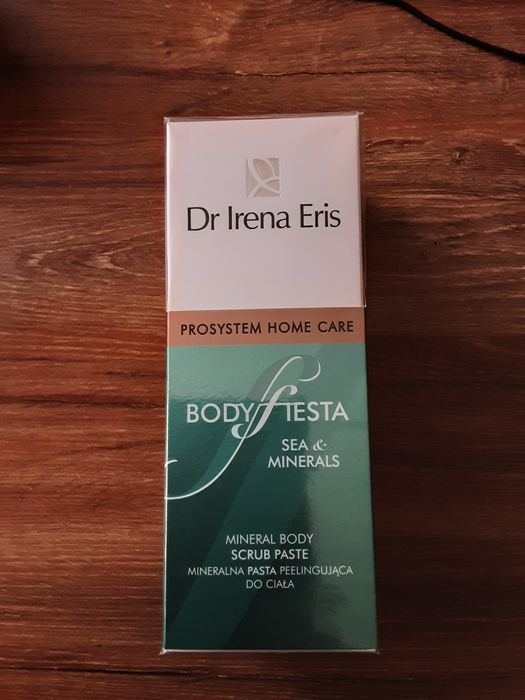 Dr Irena Eris
PROSYSTEM HOME CARE
BODY fIESTA
SEA &
MINERALS
MINERAL BODY
SCRUB PASTE
MINERALNA PASTA PEELINGUJĄCA
DO CIAŁA